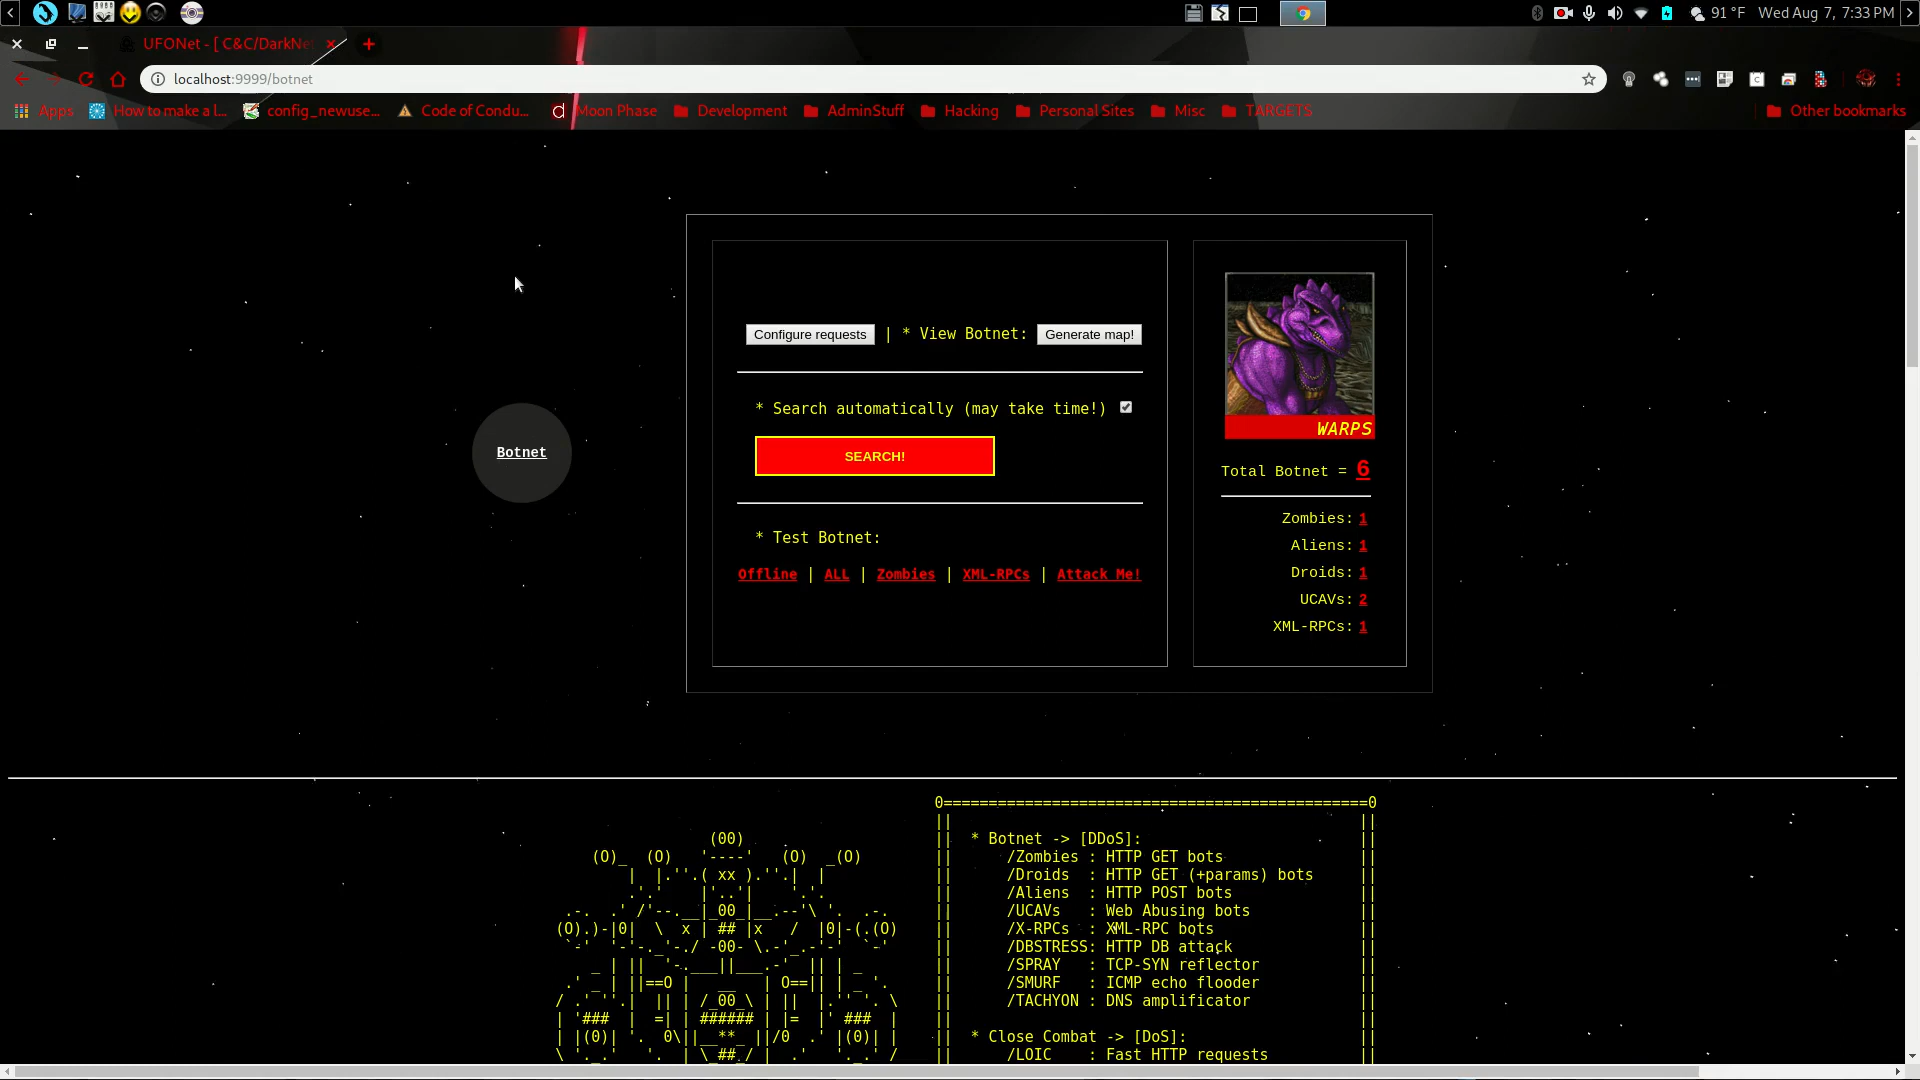 91 °F Wed Aug 7, 7:33 PM
UFONet - [ C&C/DarkNet
localhost:9999/botnet
Apps How to make a l... config_newuse... Code of Condu... Moon Phase Development AdminStuff Hacking Personal Sites Misc TARGETS Other bookmarks
Botnet
Configure requests | * View Botnet: Generate map!
* Search automatically (may take time!)
SEARCH!
* Test Botnet:
Offline | ALL | Zombies | XML-RPCs | Attack Me!
WARPS
Total Botnet = 6
Zombies: 1
Aliens: 1
Droids: 1
UCAVs: 2
XML-RPCs: 1
* Botnet -> [DDoS]:
/Zombies : HTTP GET bots
/Droids : HTTP GET (+params) bots
/Aliens : HTTP POST bots
/UCAVs : Web Abusing bots
/X-RPCs : XML-RPC bots
/DBSTRESS: HTTP DB attack
/SPRAY : TCP-SYN reflector
/SMURF : ICMP echo flooder
/TACHYON : DNS amplificator
* Close Combat -> [DoS]:
/LOIC : Fast HTTP requests